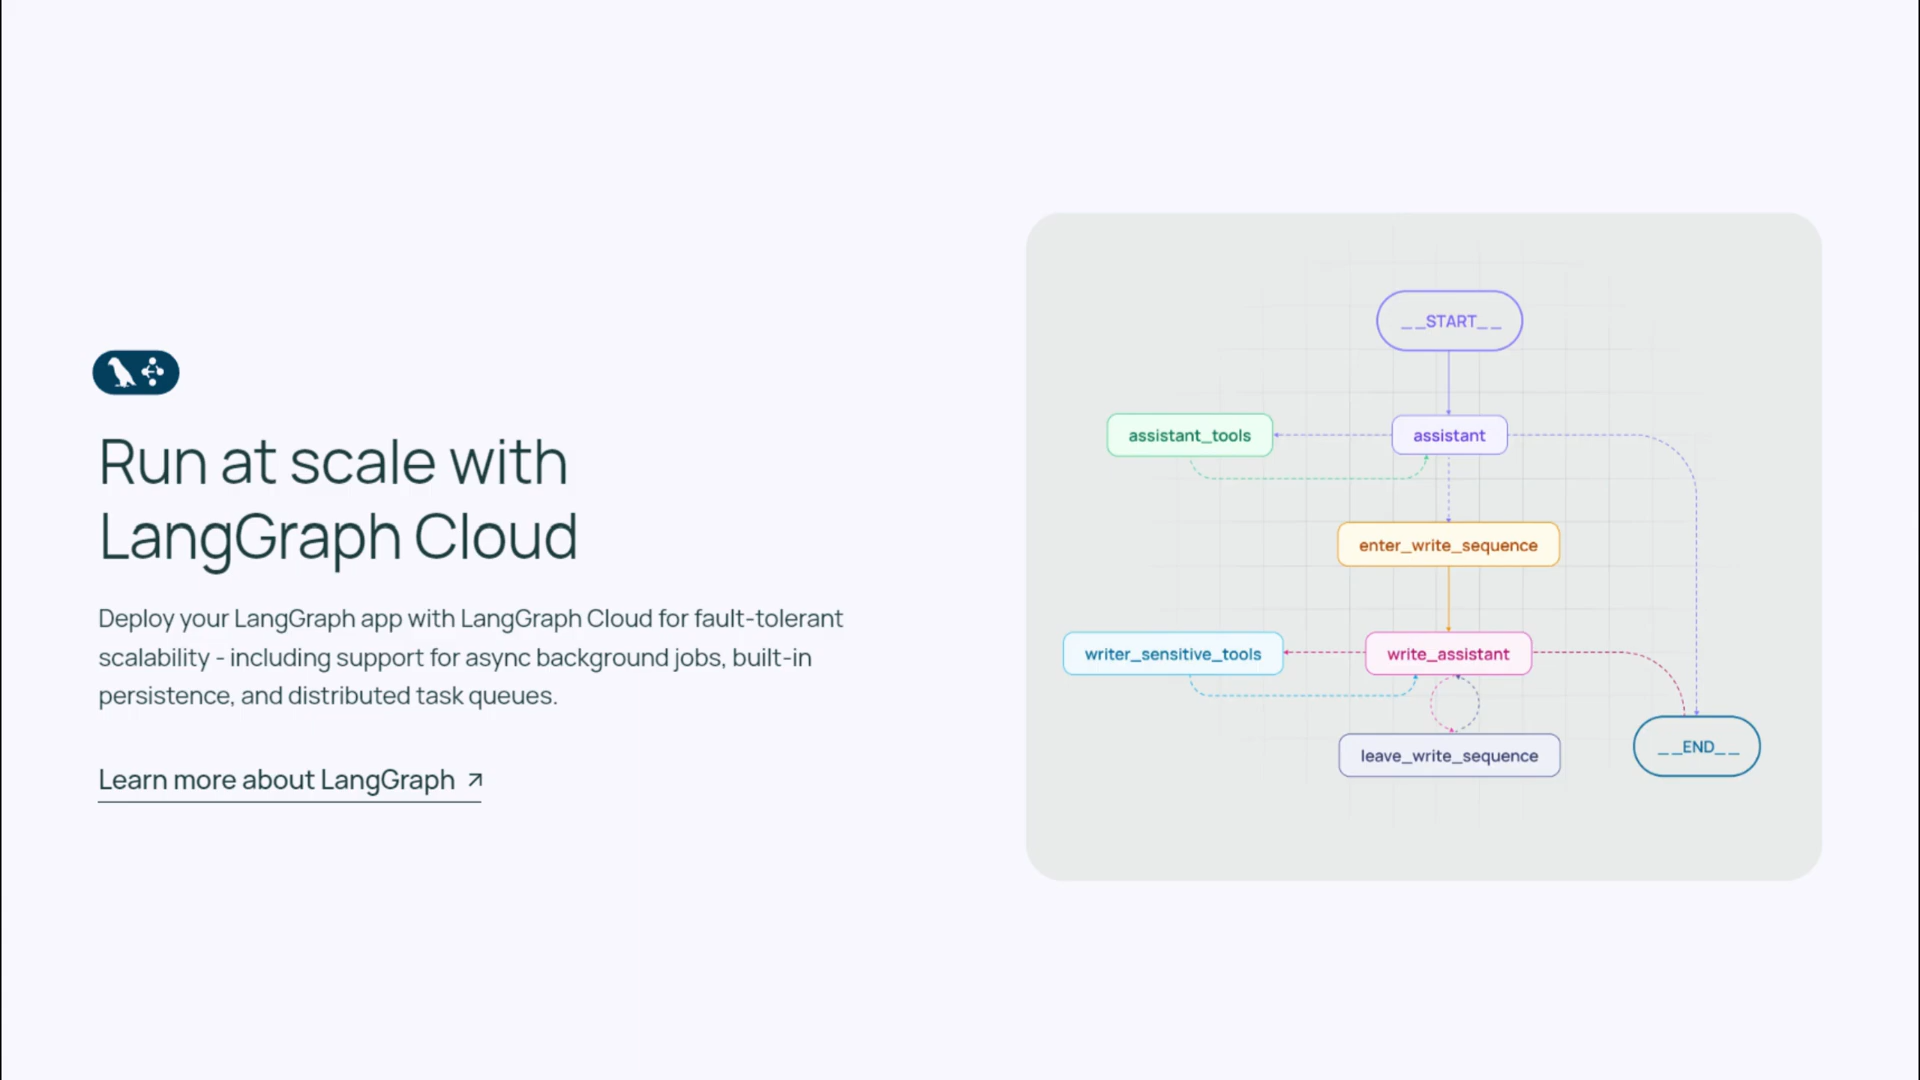 Run at scale with
LangGraph Cloud
Deploy your LangGraph app with LangGraph Cloud for fault-tolerant
scalability - including support for async background jobs, built-in
persistence, and distributed task queues.
Learn more about LangGraph ↗
__START__
assistant_tools
assistant
enter_write_sequence
writer_sensitive_tools
write_assistant
leave_write_sequence
__END__